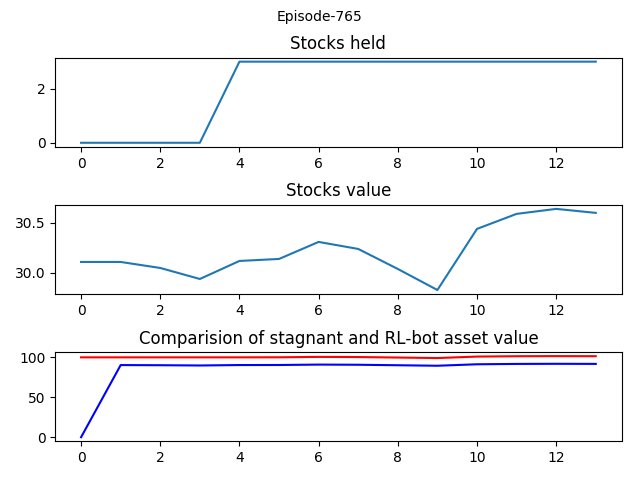 Episode-765
Stocks held
2
0
0 2 4 6 8 10 12
Stocks value
30.5
30.0
0 2 4 6 8 10 12
Comparision of stagnant and RL-bot asset value
100
50
0
0 2 4 6 8 10 12